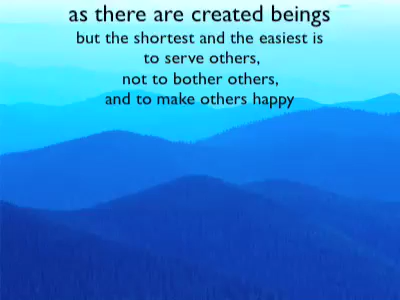 as there are created beings
but the shortest and the easiest is
to serve others,
not to bother others,
and to make others happy